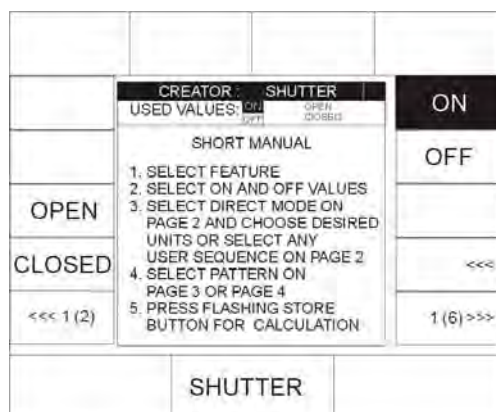 CREATOR : SHUTTER
USED VALUES: ON OPEN
OFF CLOSED
SHORT MANUAL
1. SELECT FEATURE
2. SELECT ON AND OFF VALUES
3. SELECT DIRECT MODE ON
PAGE 2 AND CHOOSE DESIRED
UNITS OR SELECT ANY
USER SEQUENCE ON PAGE 2
4. SELECT PATTERN ON
PAGE 3 OR PAGE 4
5. PRESS FLASHING STORE
BUTTON FOR CALCULATION
OPEN
CLOSED
<<< 1 (2)
ON
OFF
<<<
1 (6) >>>
SHUTTER